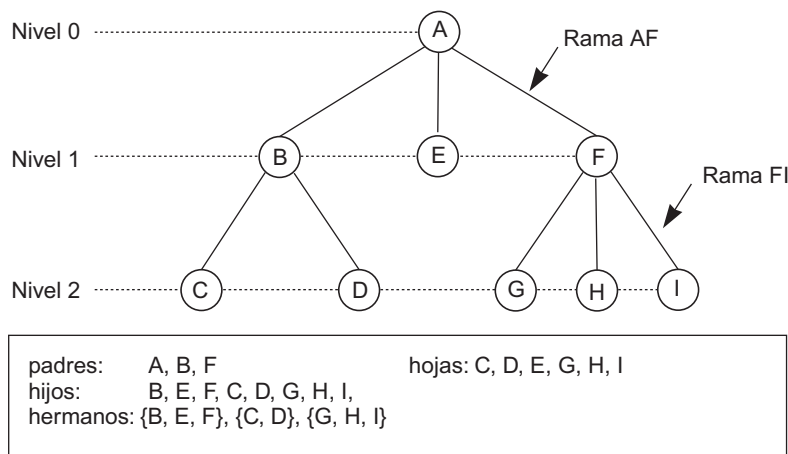 Nivel 0
A
Rama AF
Nivel 1
B
E
F
Rama FI
Nivel 2
C
D
G
H
I
padres: A, B, F hojas: C, D, E, G, H, I
hijos: B, E, F, C, D, G, H, I,
hermanos: {B, E, F}, {C, D}, {G, H, I}